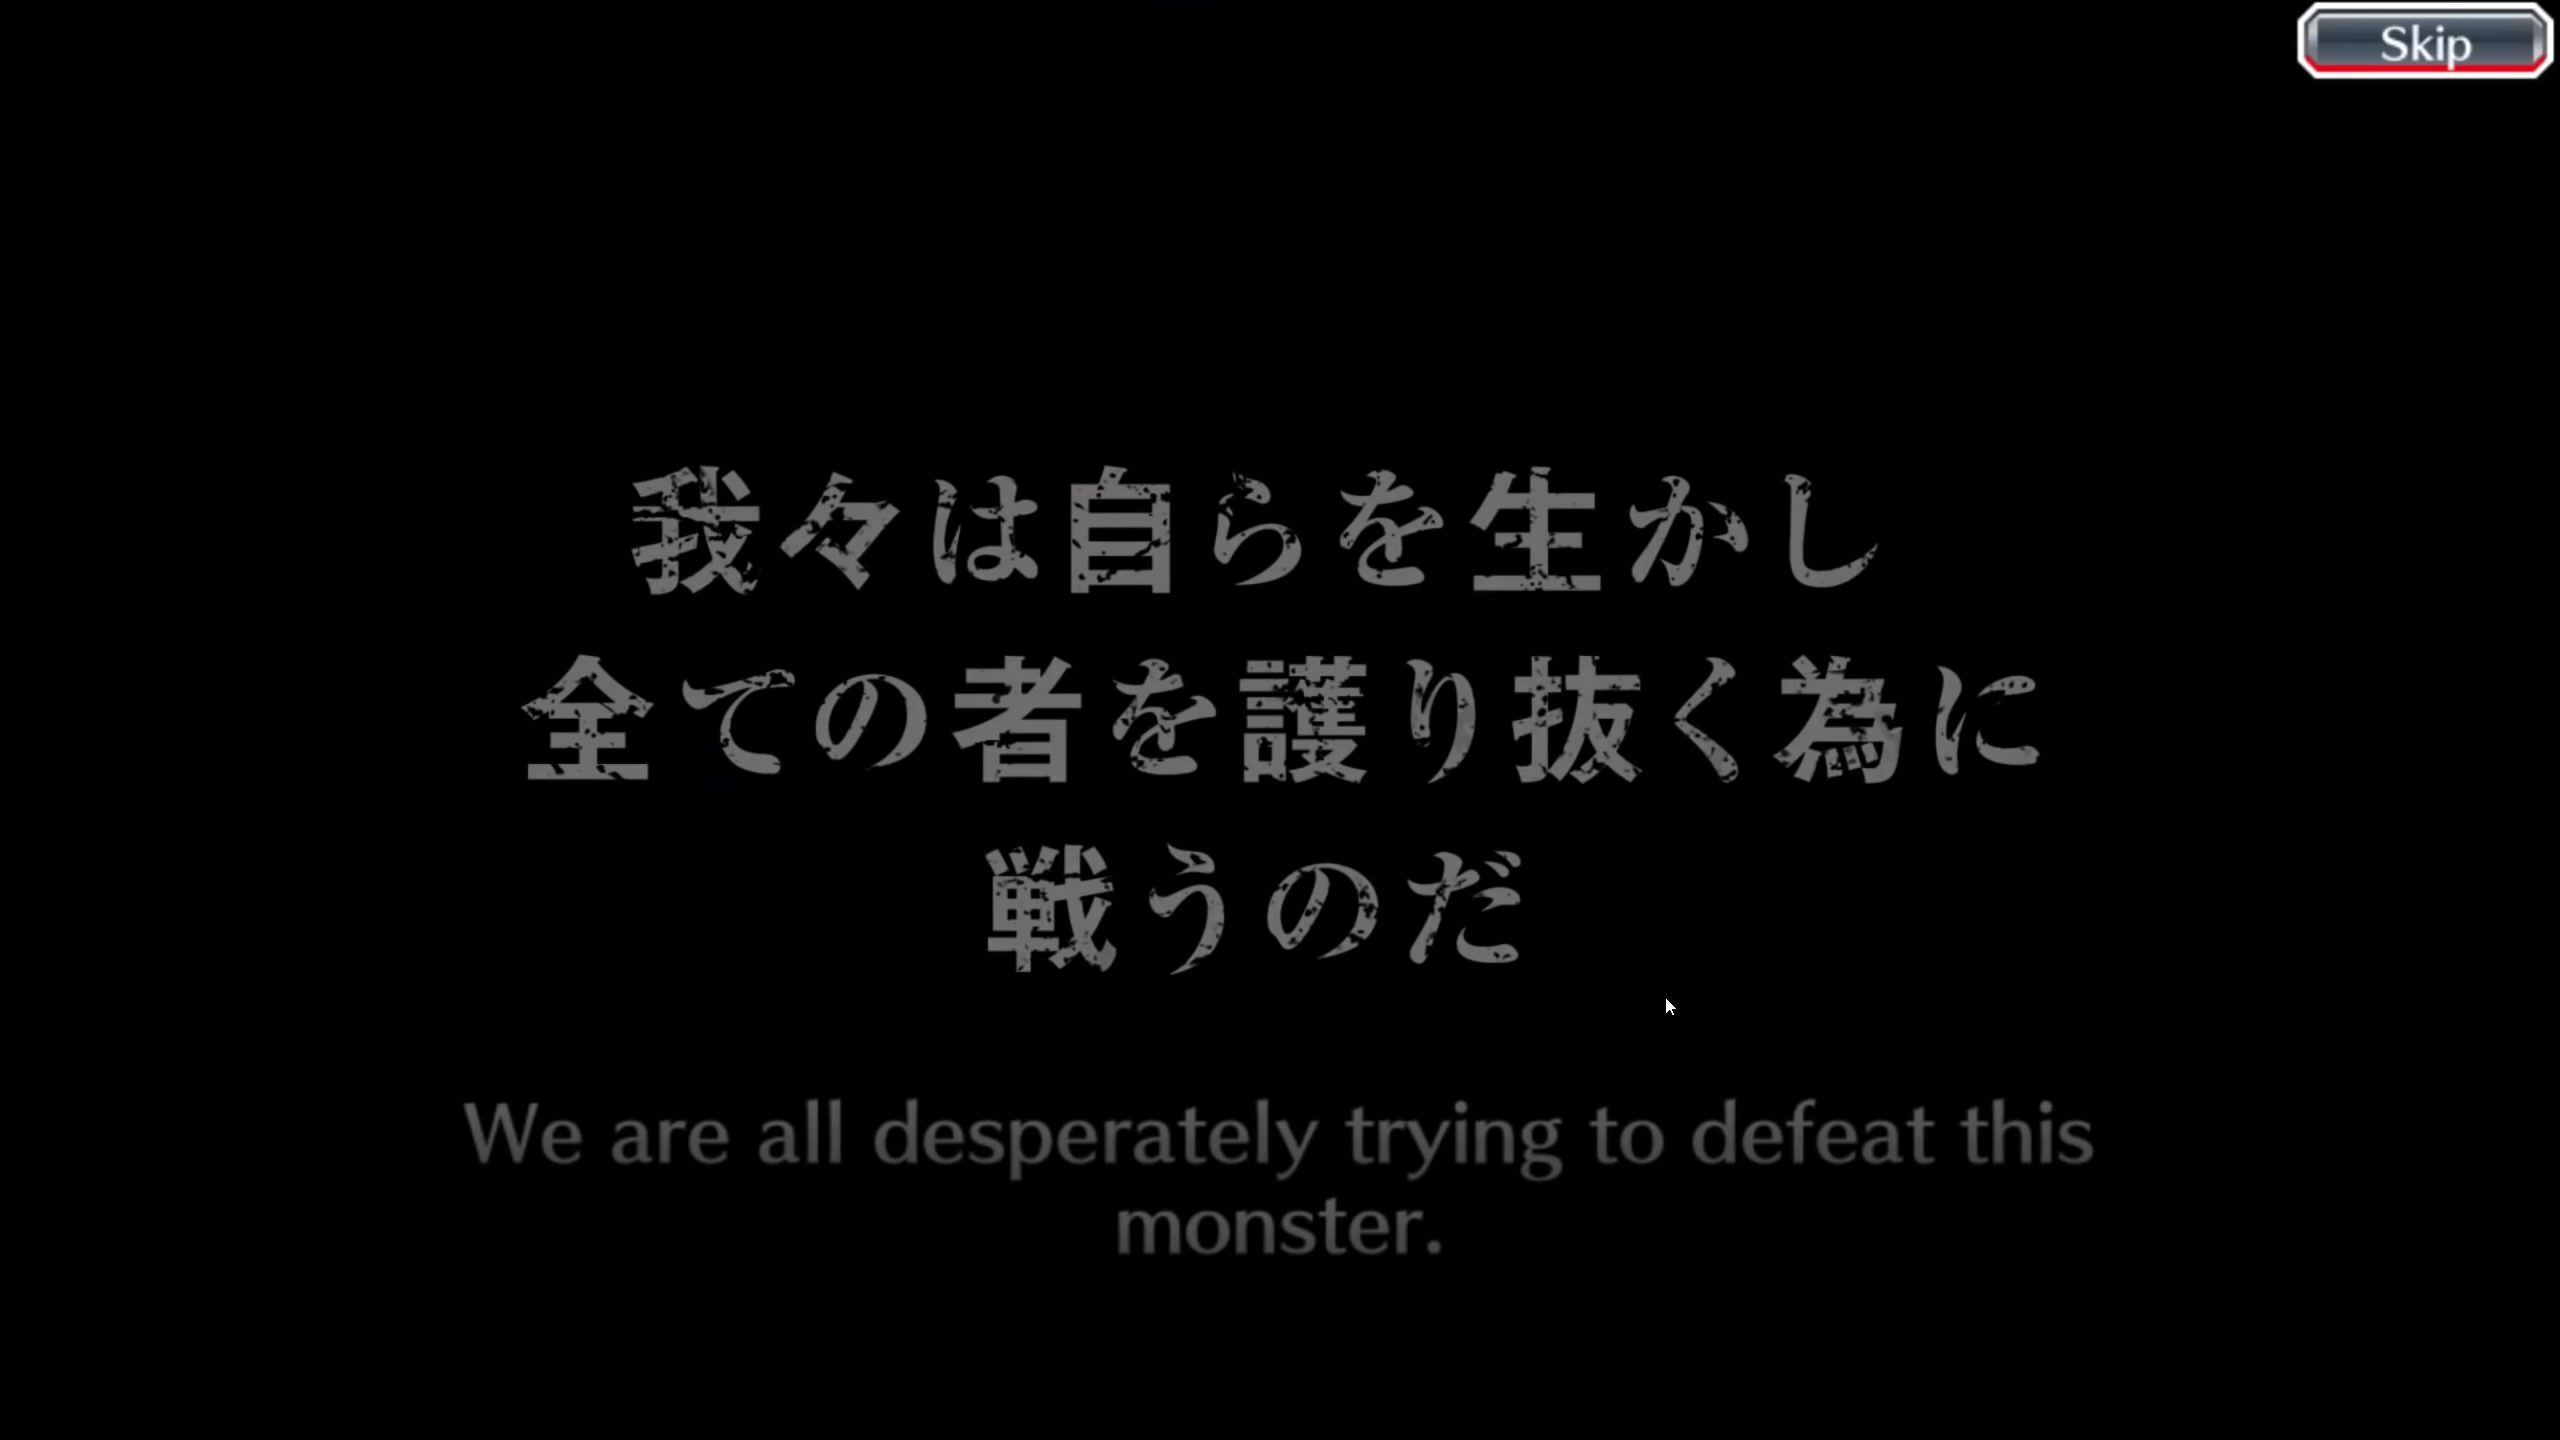 Skip
我々は自らを生かし
全ての者を護り抜く為に
戦うのだ
We are all desperately trying to defeat this
monster.